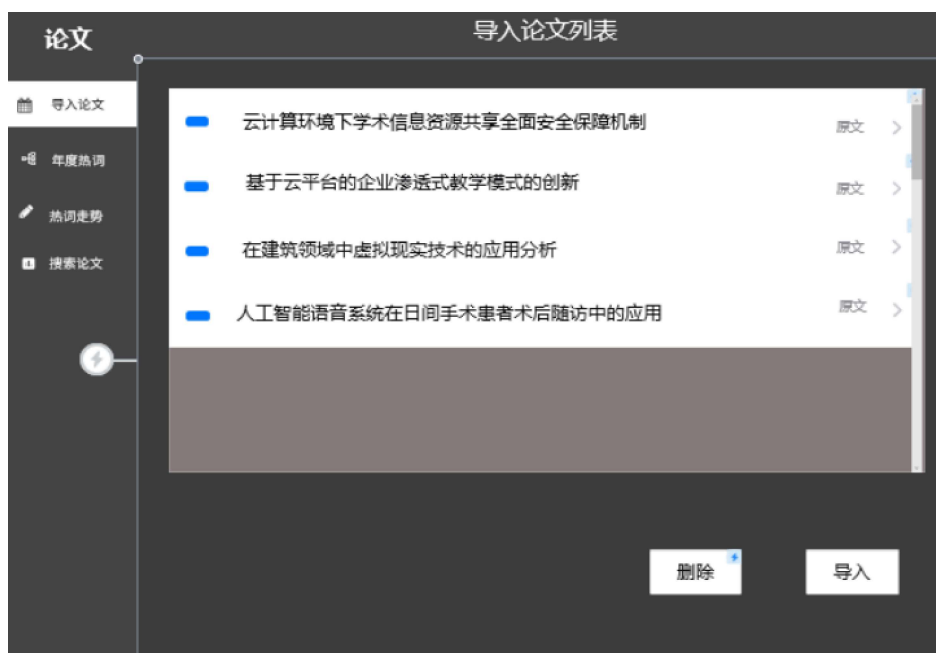 论文
导入论文列表
导入论文
年度热词
热词走势
搜索论文
云计算环境下学术信息资源共享全面安全保障机制
原文
基于云平台的企业渗透式教学模式的创新
原文
在建筑领域中虚拟现实技术的应用分析
原文
人工智能语音系统在日间手术患者术后随访中的应用
原文
删除
导入